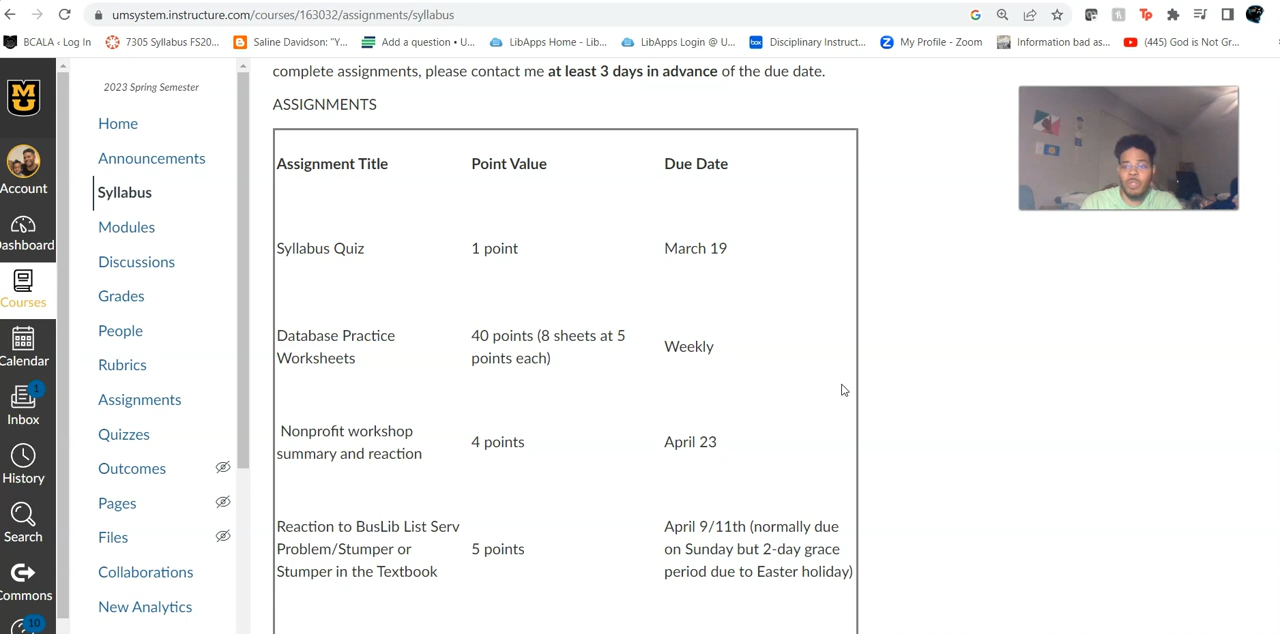 umsystem.instructure.com/courses/163032/assignments/syllabus
BCALA ‹ Log In
7305 Syllabus FS20...
Saline Davidson: "Y...
Add a question • U...
LibApps Home - Lib...
LibApps Login @ U...
box
Disciplinary Instruct...
My Profile - Zoom
Information bad as...
(445) God is Not Gr...
MU
Account
Dashboard
Courses
Calendar
1
Inbox
History
Search
Commons
10
2023 Spring Semester
Home
Announcements
Syllabus
Modules
Discussions
Grades
People
Rubrics
Assignments
Quizzes
Outcomes
Pages
Files
Collaborations
New Analytics
complete assignments, please contact me at least 3 days in advance of the due date.
ASSIGNMENTS
Assignment Title Point Value Due Date
Syllabus Quiz 1 point March 19
Database Practice
Worksheets
40 points (8 sheets at 5
points each)
Weekly
Nonprofit workshop
summary and reaction
4 points
April 23
Reaction to BusLib List Serv
Problem/Stumper or
Stumper in the Textbook
5 points
April 9/11th (normally due
on Sunday but 2-day grace
period due to Easter holiday)